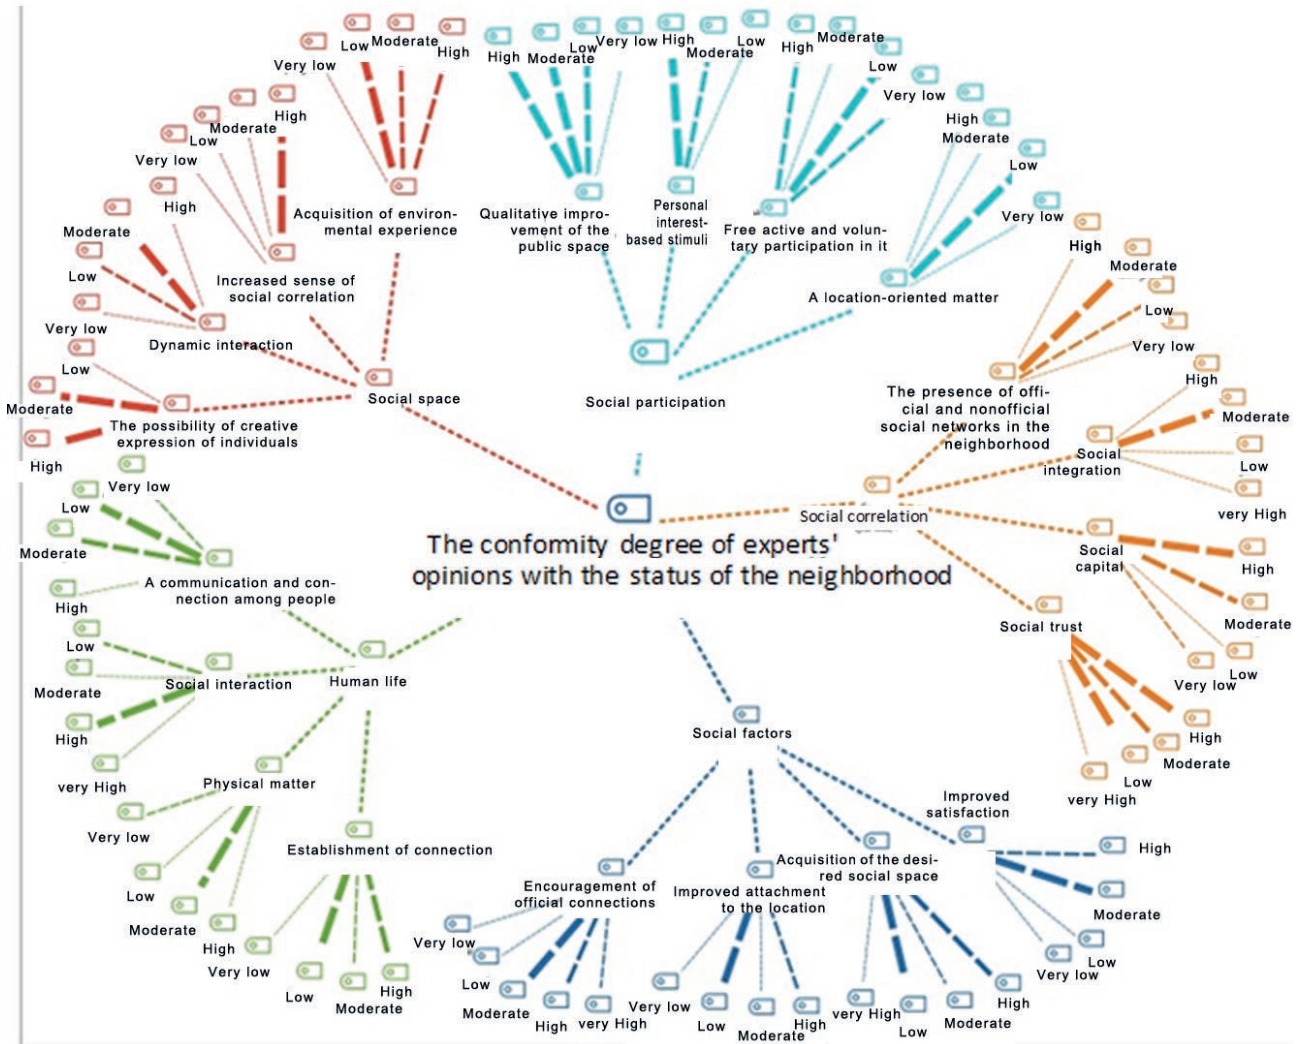 Low
Moderate
High
Very low
Acquisition of environ-
mental experience
High
Moderate
Low
Very low
Increased sense of
social correlation
High
Moderate
Low
Very low
Dynamic interaction
Low
Moderate
High
The possibility of creative
expression of individuals
Social space
High
Moderate
Low
Very low
Qualitative impro-
vement of the
public space
High
Moderate
Low
Personal
interest-
based stimuli
High
Moderate
Low
Very low
Free active and volun-
tary participation in it
High
Moderate
Low
Very low
A location-oriented matter
Social participation
High
Moderate
Low
Very low
The presence of offi-
cial and nonofficial
social networks in the
neighborhood
High
Moderate
Low
very High
Social
integration
Social correlation
High
Moderate
Low
Very low
Social
capital
Social trust
High
Moderate
Low
very High
The conformity degree of experts'
opinions with the status of the neighborhood
Very low
Low
Moderate
High
A communication and con-
nection among people
Low
Moderate
High
very High
Social interaction
Human life
Physical matter
Very low
Low
Moderate
High
Establishment of connection
Very low
Low
Moderate
High
Social factors
Encouragement of
official connections
Very low
Low
Moderate
High
very High
Improved attachment
to the location
Very low
Low
Moderate
High
Acquisition of the desi-
red social space
very High
Low
Moderate
High
Improved
satisfaction
High
Moderate
Low
Very low